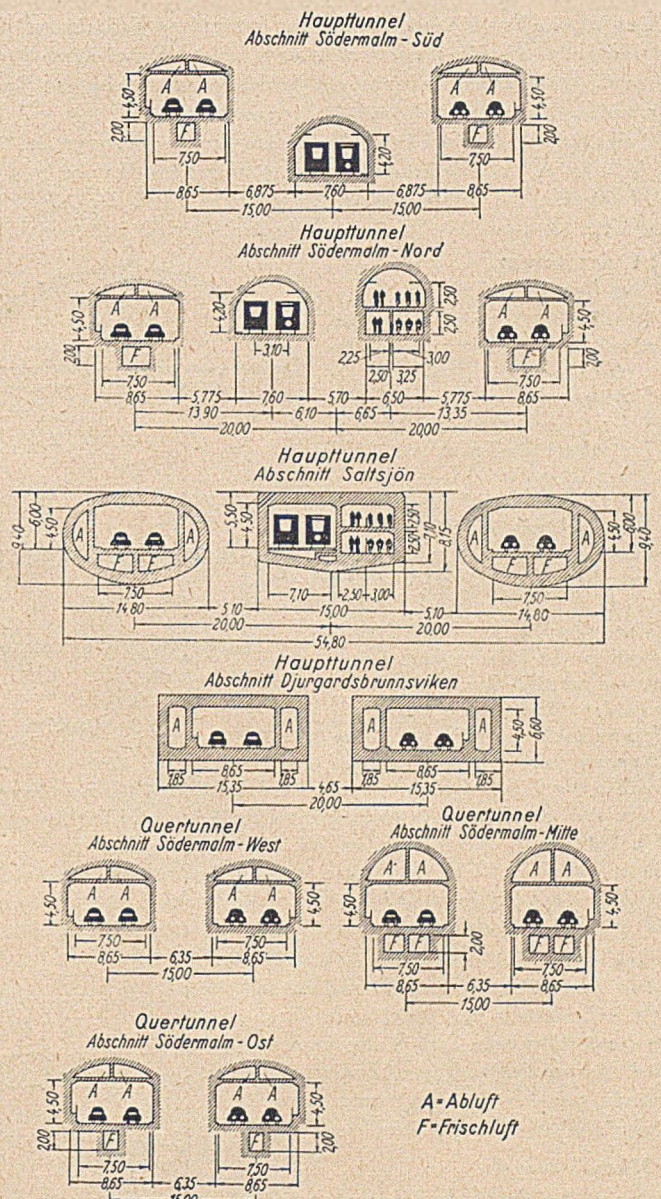 Haupttunnel
Abschnitt Södermalm-Süd
A A A A
4,50 4,50
2,00 F F 2,00
4,20
7,50 7,50
8,65 6,875 7,60 6,875 8,65
15,00 15,00
Haupttunnel
Abschnitt Södermalm-Nord
A A A A
4,50 4,20 2,50 4,50
2,50
2,00 F F 2,00
3,10 2,25 3,00
7,50 2,50 3,25 7,50
8,65 5,775 7,60 5,70 6,50 5,775 8,65
13,90 6,10 6,65 13,35
20,00 20,00
Haupttunnel
Abschnitt Saltsjön
9,40 6,00 4,50 5,50 4,50 2,50 2,50 7,10 8,15 4,50 6,00 9,40
A A A A
F F F F
7,50 7,10 2,50 3,00 7,50
14,80 5,10 15,00 5,10 14,80
20,00 20,00
54,80
Haupttunnel
Abschnitt Djurgardsbrunnsviken
A A A A
4,50 6,60
1,85 8,65 1,85 1,85 8,65 1,85
15,35 4,65 15,35
20,00
Quertunnel
Abschnitt Södermalm-West
A A A A
4,50 4,50
7,50 7,50
8,65 6,35 8,65
15,00
Quertunnel
Abschnitt Södermalm-Mitte
A A A A
4,50 4,50
F F 2,00 F F
7,50 7,50
8,65 6,35 8,65
15,00
Quertunnel
Abschnitt Södermalm-Ost
A A A A
4,50 4,50
2,00 F F 2,00
7,50 7,50
8,65 6,35 8,65
15,00
A=Abluft
F=Frischluft